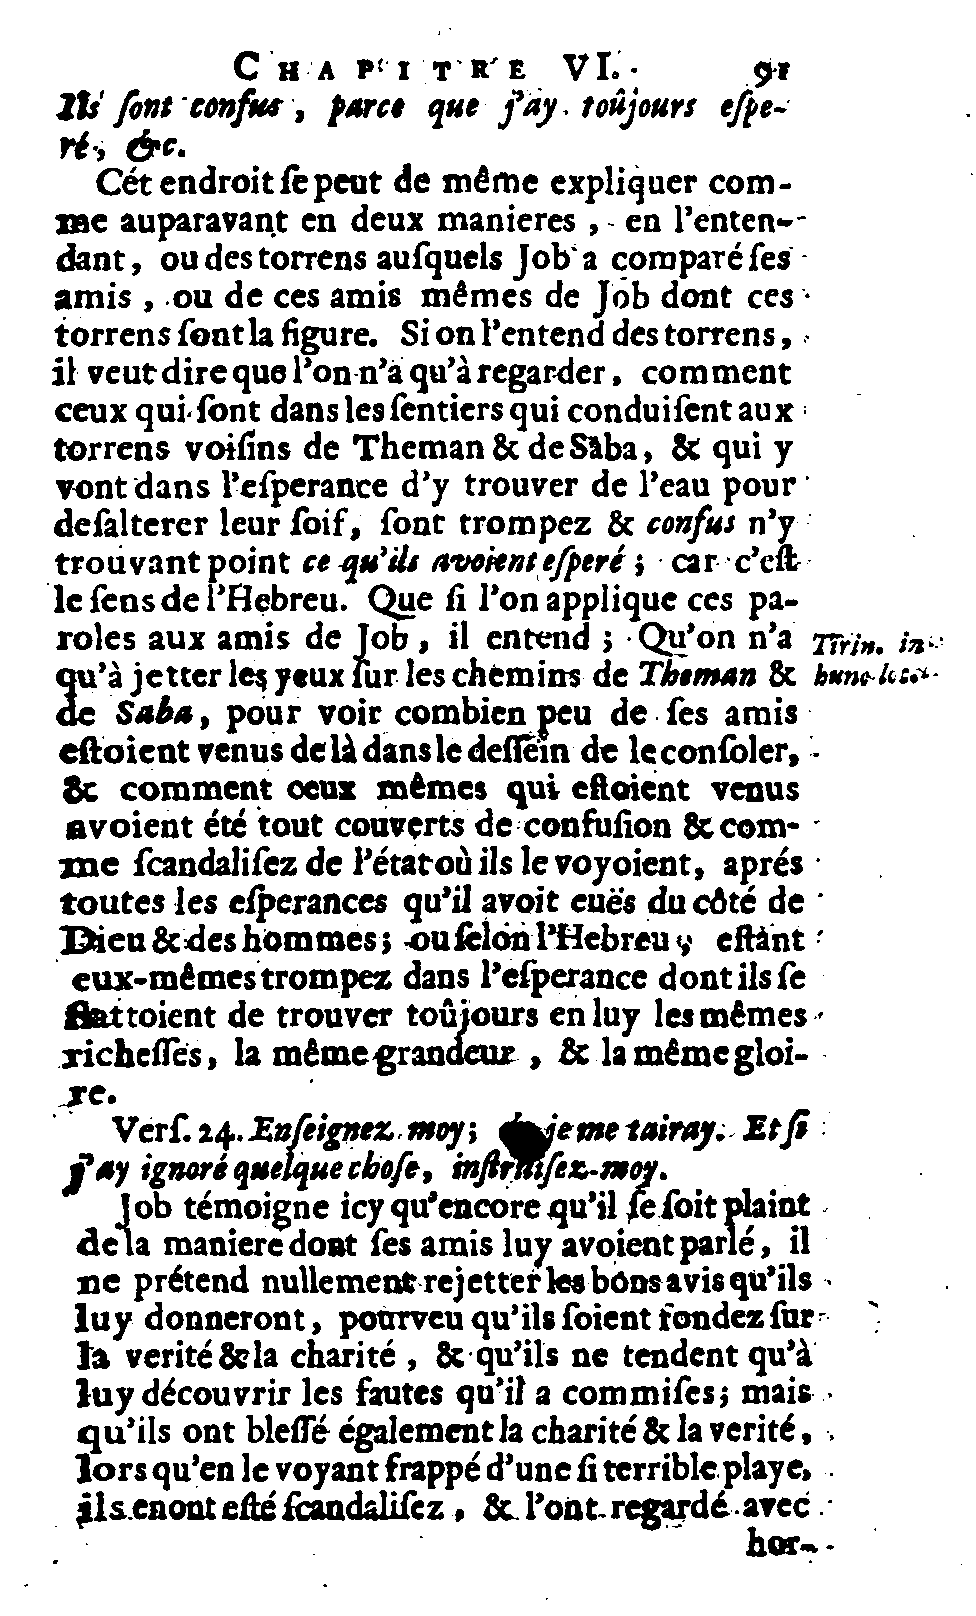 CHAPITRE VI. 91
Ils ſont confus, parce que j'ay toûjours eſpe-
ré, &c.
Cét endroit ſe peut de même expliquer com-
me auparavant en deux manieres, en l'enten-
dant, ou des torrens auſquels Job a comparé ſes
amis, ou de ces amis mêmes de Job dont ces
torrens ſont la figure. Si on l'entend des torrens,
il veut dire que l'on n'a qu'à regarder, comment
ceux qui ſont dans les ſentiers qui conduiſent aux
torrens voiſins de Theman & de Saba, & qui y
vont dans l'eſperance d'y trouver de l'eau pour
deſalterer leur ſoif, ſont trompez & confus n'y
trouvant point ce qu'ils avoient eſperé; car c'eſt
le ſens de l'Hebreu. Que ſi l'on applique ces pa-
roles aux amis de Job, il entend; Qu'on n'a
qu'à jetter les yeux ſur les chemins de Theman &
de Saba, pour voir combien peu de ſes amis
eſtoient venus de là dans le deſſein de le conſoler,
& comment ceux mêmes qui eſtoient venus
avoient été tout couverts de confuſion & com-
me ſcandaliſez de l'état où ils le voyoient, aprés
toutes les eſperances qu'il avoit euës du côté de
Dieu & des hommes; ou ſelon l'Hebreu, eſtant
eux-mêmes trompez dans l'eſperance dont ils ſe
flattoient de trouver toûjours en luy les mêmes
richeſſes, la même grandeur, & la même gloi-
re.
Tirin. in
hunc loc.
Verſ. 24. Enſeignez moy; & je me tairay. Et ſi
j'ay ignoré quelque choſe, inſtruiſez-moy.
Job témoigne icy qu'encore qu'il ſe ſoit plaint
de la maniere dont ſes amis luy avoient parlé, il
ne prétend nullement rejetter les bons avis qu'ils
luy donneront, pourveu qu'ils ſoient fondez ſur
la verité & la charité, & qu'ils ne tendent qu'à
luy découvrir les fautes qu'il a commiſes; mais
qu'ils ont bleſſé également la charité & la verité,
lors qu'en le voyant frappé d'une ſi terrible playe,
ils en ont eſté ſcandaliſez, & l'ont regardé avec
hor-